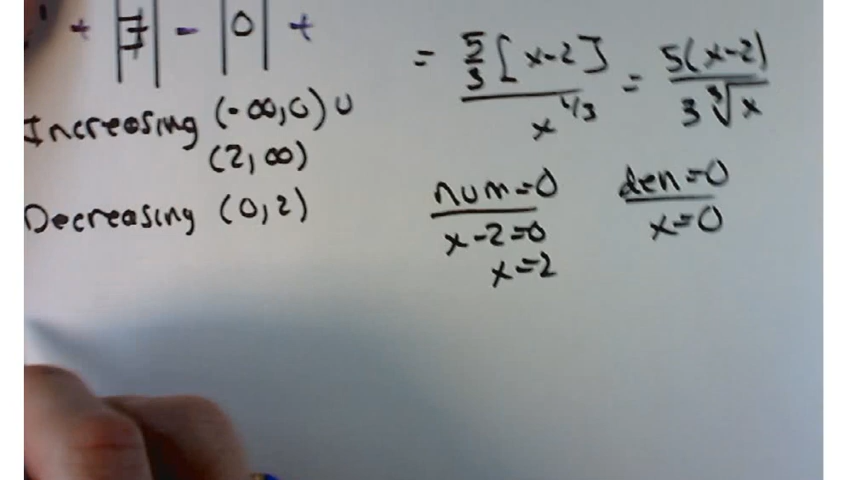 + |∄| - |0| +
Increasing (-∞,0) ∪
(2,∞)
Decreasing (0,2)
= 5/3 [x-2] / x^1/3 = 5(x-2) / 3∛x
num=0
x-2=0
x=2
den=0
x=0